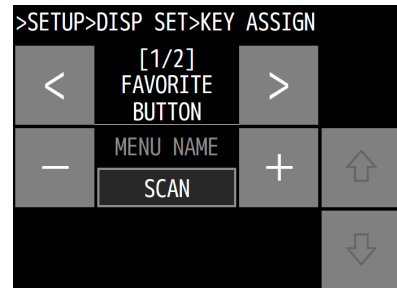 >SETUP>DISP SET>KEY ASSIGN
[1/2]
< FAVORITE >
BUTTON
MENU NAME
− SCAN +